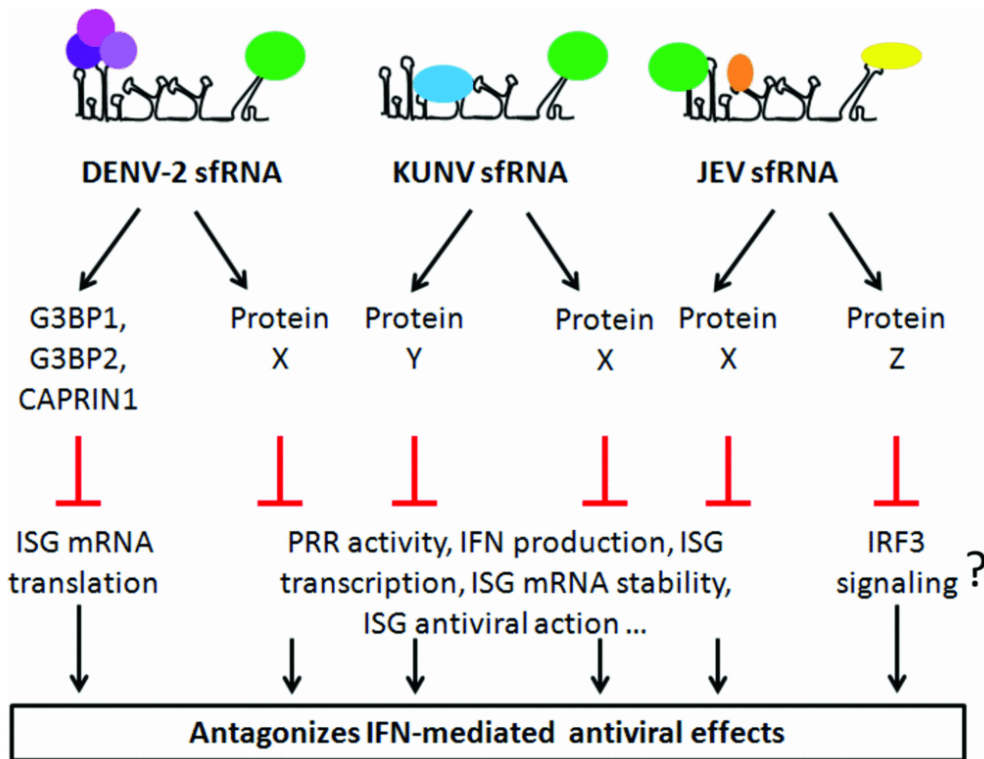 DENV-2 sfRNA
KUNV sfRNA
JEV sfRNA
G3BP1,
G3BP2,
CAPRIN1
Protein
X
Protein
Y
Protein
X
Protein
X
Protein
Z
ISG mRNA
translation
PRR activity, IFN production, ISG
transcription, ISG mRNA stability,
ISG antiviral action ...
IRF3
signaling
?
Antagonizes IFN-mediated antiviral effects